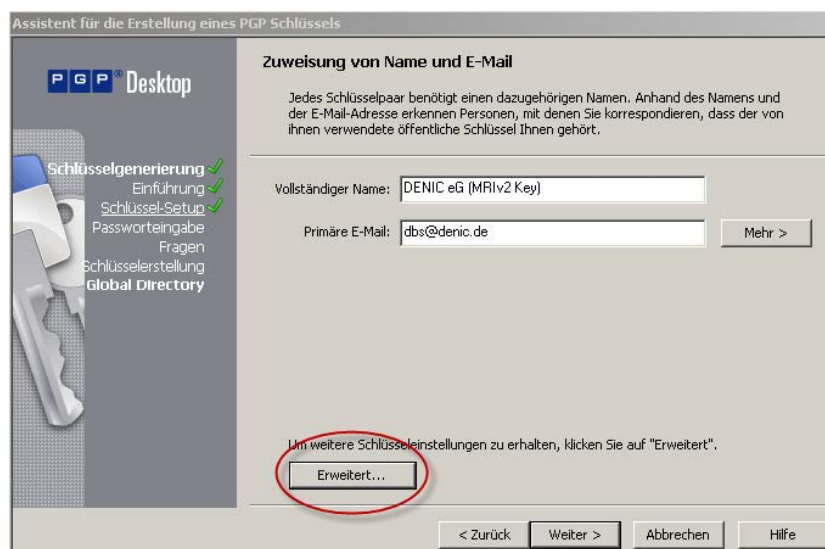 Assistent für die Erstellung eines PGP Schlüssels
PGP® Desktop
Schlüsselgenerierung
Einführung
Schlüssel-Setup
Passworteingabe
Fragen
Schlüsselerstellung
Global Directory
Zuweisung von Name und E-Mail
Jedes Schlüsselpaar benötigt einen dazugehörigen Namen. Anhand des Namens und
der E-Mail-Adresse erkennen Personen, mit denen Sie korrespondieren, dass der von
ihnen verwendete öffentliche Schlüssel Ihnen gehört.
Vollständiger Name: DENIC eG (MRIv2 Key)
Primäre E-Mail: dbs@denic.de Mehr >
Um weitere Schlüsseleinstellungen zu erhalten, klicken Sie auf "Erweitert".
Erweitert...
< Zurück Weiter > Abbrechen Hilfe